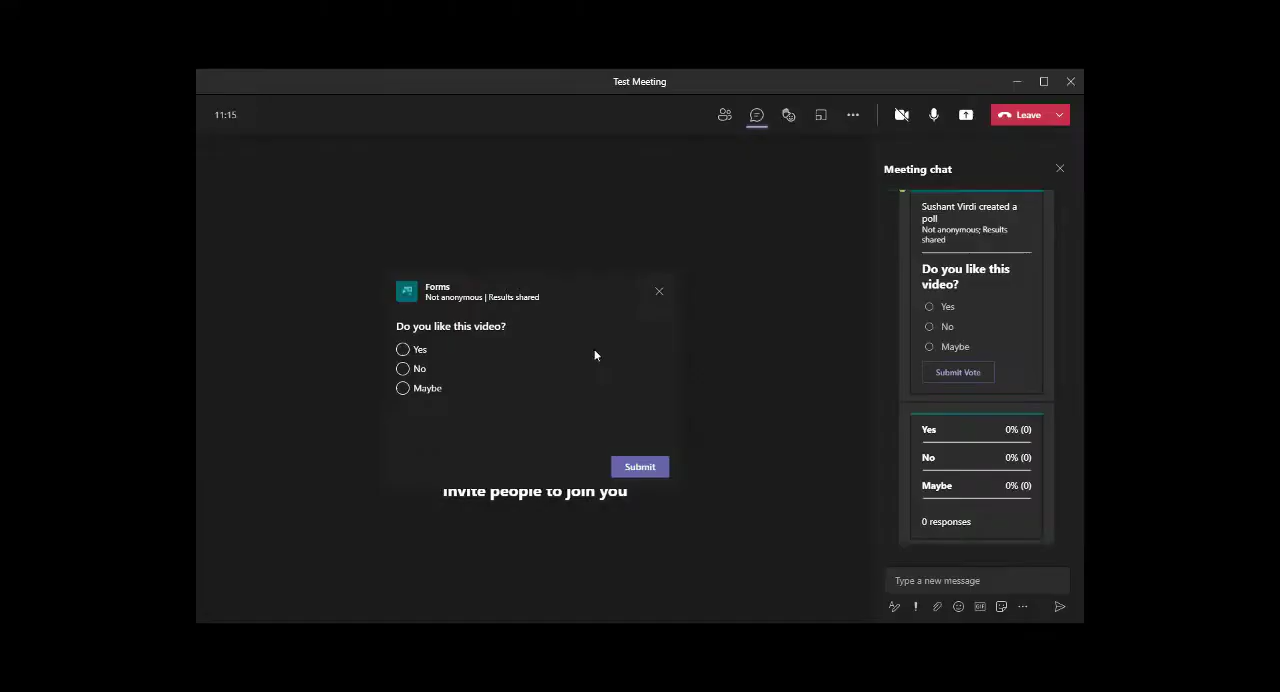 Test Meeting
11:15
Leave
Meeting chat
Sushant Virdi created a
poll
Not anonymous; Results
shared
Do you like this
video?
Yes
No
Maybe
Submit Vote
Yes 0% (0)
No 0% (0)
Maybe 0% (0)
0 responses
Type a new message
GIF
Forms
Not anonymous | Results shared
Do you like this video?
Yes
No
Maybe
Submit
Invite people to join you